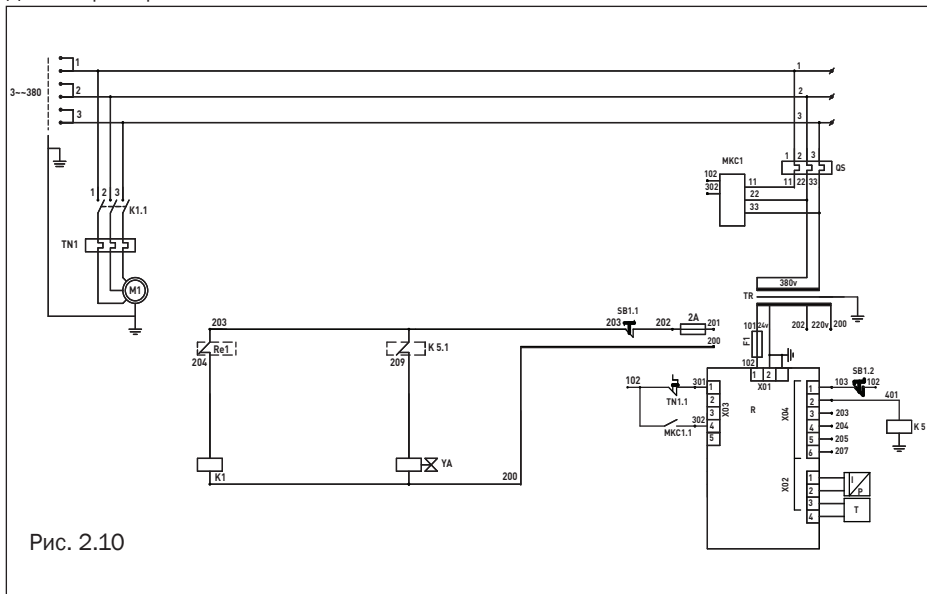 1
1
3~~380
2
2
3
3
1 2 3
K1.1
TN1
M1
1 2 3
QS
MKC1
102
302
11
11 22 33
22
33
380v
TR
101 24v
202 220v 200
F1
102
SB1.1
203
203
202
2A
201
200
Re1
204
K 5.1
209
K1
YA
200
1 2
X01
SB1.2
102
301
1
103
102
TN1.1
2
X03
R
X04
2
401
3
3
203
MKC1.1
302
4
4
204
K 5
5
5
205
6
207
X02
1
I
2
P
3
T
4
Рис. 2.10